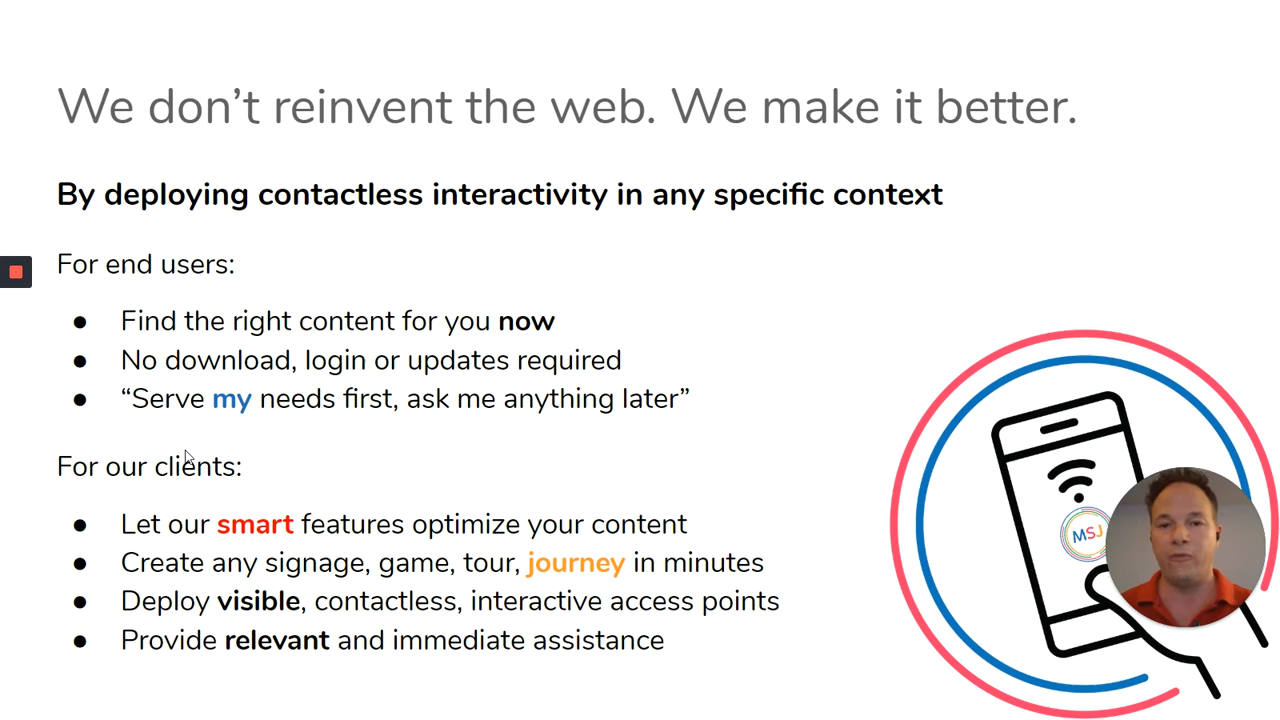 We don’t reinvent the web. We make it better.
By deploying contactless interactivity in any specific context
For end users:
● Find the right content for you now
● No download, login or updates required
● “Serve my needs first, ask me anything later”
For our clients:
● Let our smart features optimize your content
● Create any signage, game, tour, journey in minutes
● Deploy visible, contactless, interactive access points
● Provide relevant and immediate assistance
MSJ